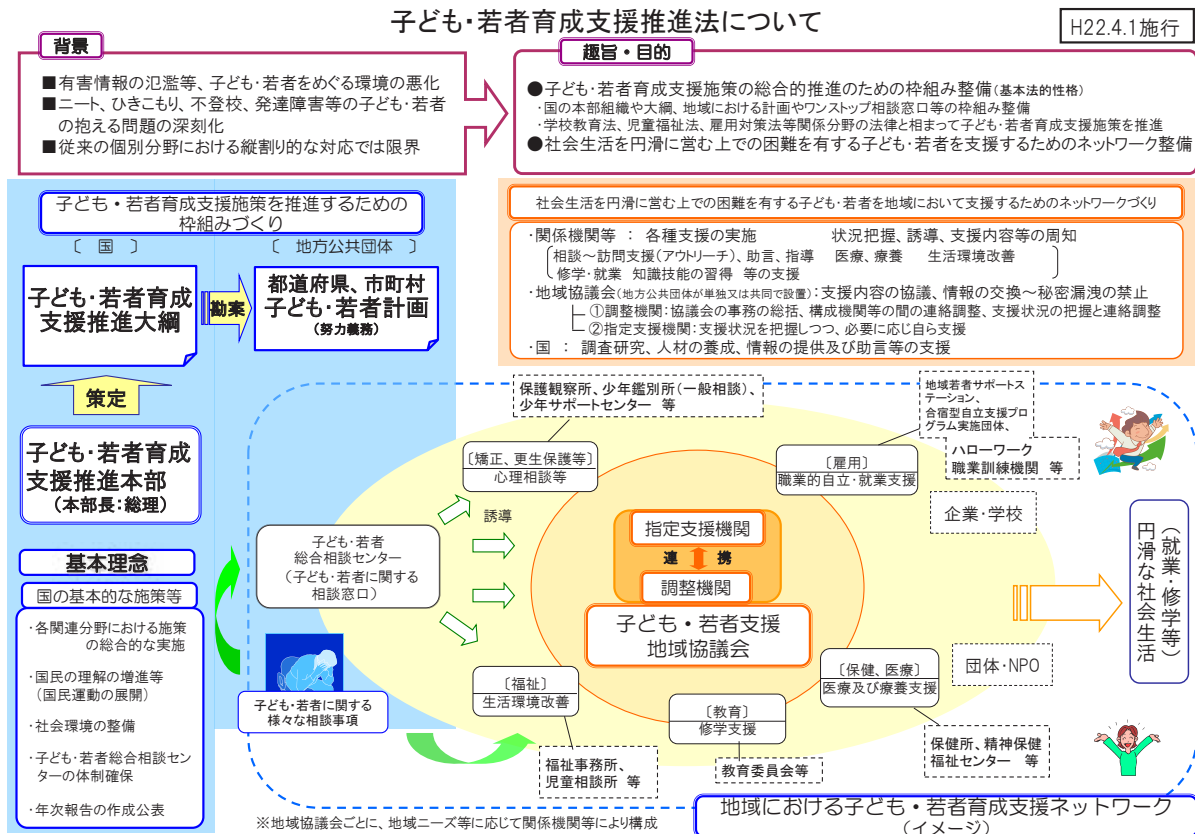 子ども・若者育成支援推進法について
H22.4.1施行
背景
■有害情報の氾濫等、子ども・若者をめぐる環境の悪化
■ニート、ひきこもり、不登校、発達障害等の子ども・若者
の抱える問題の深刻化
■従来の個別分野における縦割り的な対応では限界
趣旨・目的
●子ども・若者育成支援施策の総合的推進のための枠組み整備(基本法的性格)
・国の本部組織や大綱、地域における計画やワンストップ相談窓口等の枠組み整備
・学校教育法、児童福祉法、雇用対策法等関係分野の法律と相まって子ども・若者育成支援施策を推進
●社会生活を円滑に営む上での困難を有する子ども・若者を支援するためのネットワーク整備
子ども・若者育成支援施策を推進するための
枠組みづくり
〔 国 〕
〔 地方公共団体 〕
子ども・若者育成
支援推進大綱
勘案
都道府県、市町村
子ども・若者計画
(努力義務)
策定
子ども・若者育成
支援推進本部
(本部長:総理)
基本理念
国の基本的な施策等
・各関連分野における施策
の総合的な実施
・国民の理解の増進等
(国民運動の展開)
・社会環境の整備
・子ども・若者総合相談セン
ターの体制確保
・年次報告の作成公表
社会生活を円滑に営む上での困難を有する子ども・若者を地域において支援するためのネットワークづくり
・関係機関等 : 各種支援の実施 状況把握、誘導、支援内容等の周知
相談~訪問支援(アウトリーチ)、助言、指導 医療、療養 生活環境改善
修学・就業 知識技能の習得 等の支援
・地域協議会(地方公共団体が単独又は共同で設置):支援内容の協議、情報の交換~秘密漏洩の禁止
①調整機関:協議会の事務の総括、構成機関等の間の連絡調整、支援状況の把握と連絡調整
②指定支援機関:支援状況を把握しつつ、必要に応じ自ら支援
・国 : 調査研究、人材の養成、情報の提供及び助言等の支援
保護観察所、少年鑑別所(一般相談)、
少年サポートセンター 等
地域若者サポートス
テーション、
合宿型自立支援プロ
グラム実施団体、
ハローワーク
職業訓練機関 等
〔矯正、更生保護等〕
心理相談等
〔雇用〕
職業的自立・就業支援
企業・学校
誘導
子ども・若者
総合相談センター
(子ども・若者に関する
相談窓口)
指定支援機関
連 携
調整機関
子ども・若者支援
地域協議会
円滑な社会生活
(就業・修学等)
団体・NPO
〔保健、医療〕
医療及び療養支援
〔福祉〕
生活環境改善
〔教育〕
修学支援
子ども・若者に関する
様々な相談事項
福祉事務所、
児童相談所 等
教育委員会等
保健所、精神保健
福祉センター 等
※地域協議会ごとに、地域ニーズ等に応じて関係機関等により構成
地域における子ども・若者育成支援ネットワーク
(イメージ)